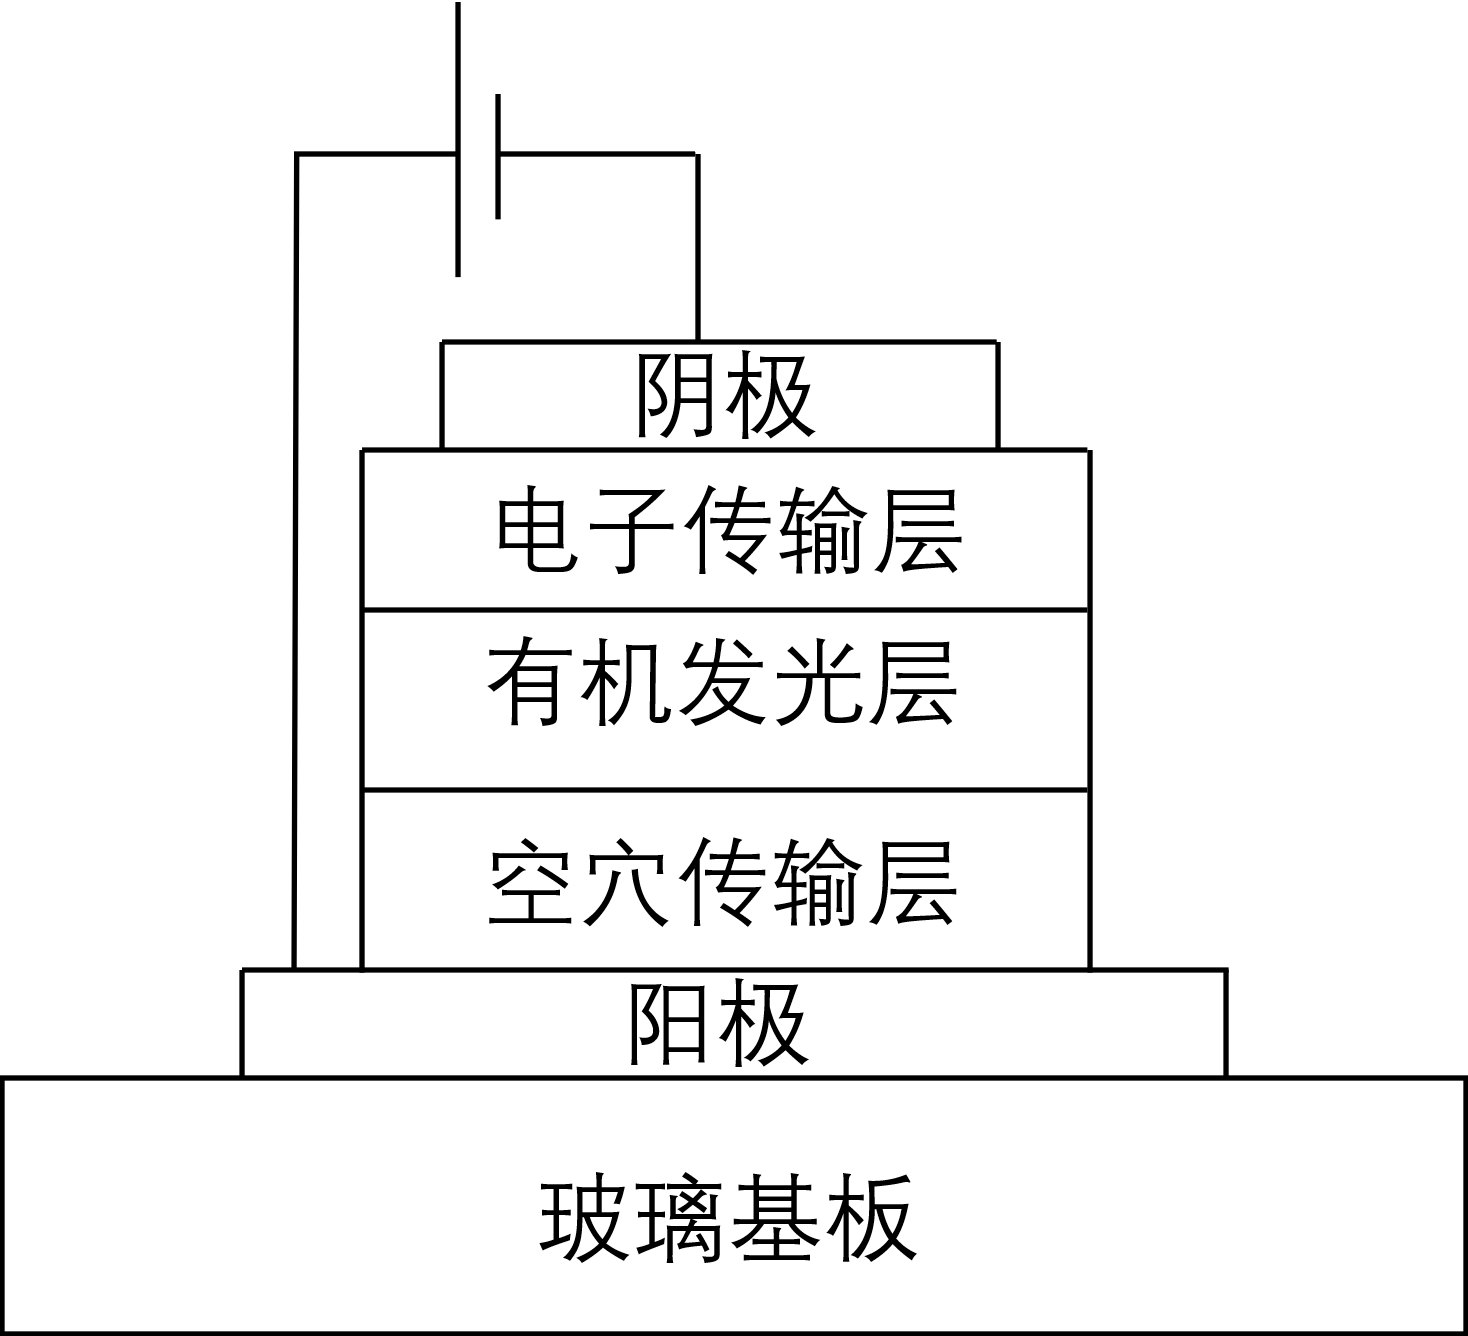 阴极
电子传输层
有机发光层
空穴传输层
阳极
玻璃基板